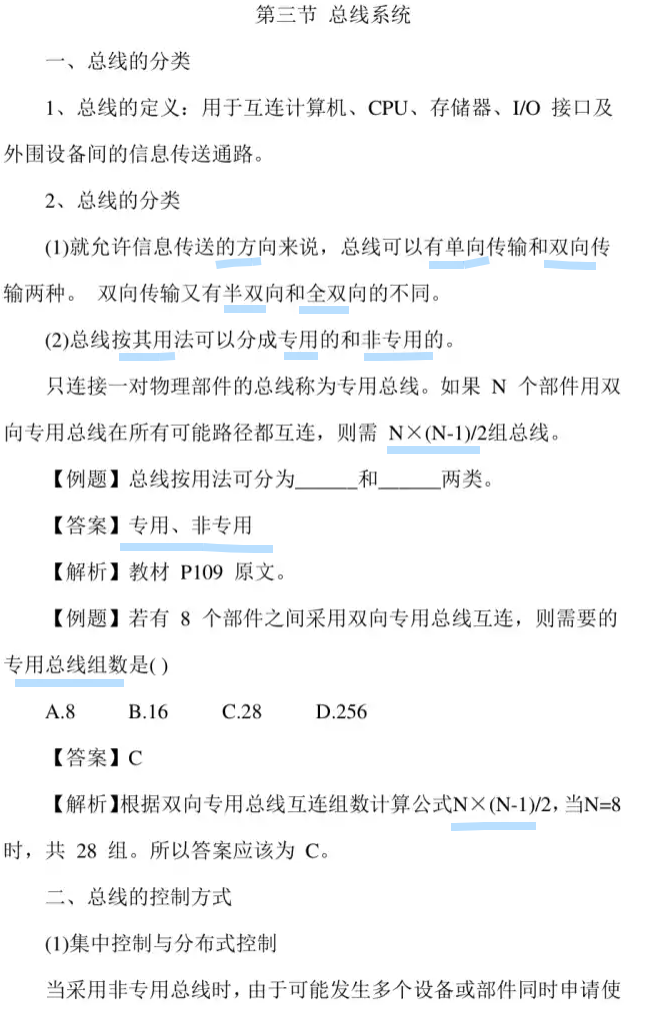 第三节 总线系统
一、总线的分类
1、总线的定义：用于互连计算机、CPU、存储器、I/O 接口及
外围设备间的信息传送通路。
2、总线的分类
(1)就允许信息传送的方向来说，总线可以有单向传输和双向传
输两种。 双向传输又有半双向和全双向的不同。
(2)总线按其用法可以分成专用的和非专用的。
只连接一对物理部件的总线称为专用总线。如果 N 个部件用双
向专用总线在所有可能路径都互连，则需 N×(N-1)/2组总线。
【例题】总线按用法可分为______和______两类。
【答案】专用、非专用
【解析】教材 P109 原文。
【例题】若有 8 个部件之间采用双向专用总线互连，则需要的
专用总线组数是( )
A.8 B.16 C.28 D.256
【答案】C
【解析】根据双向专用总线互连组数计算公式N×(N-1)/2，当N=8
时，共 28 组。所以答案应该为 C。
二、总线的控制方式
(1)集中控制与分布式控制
当采用非专用总线时，由于可能发生多个设备或部件同时申请使